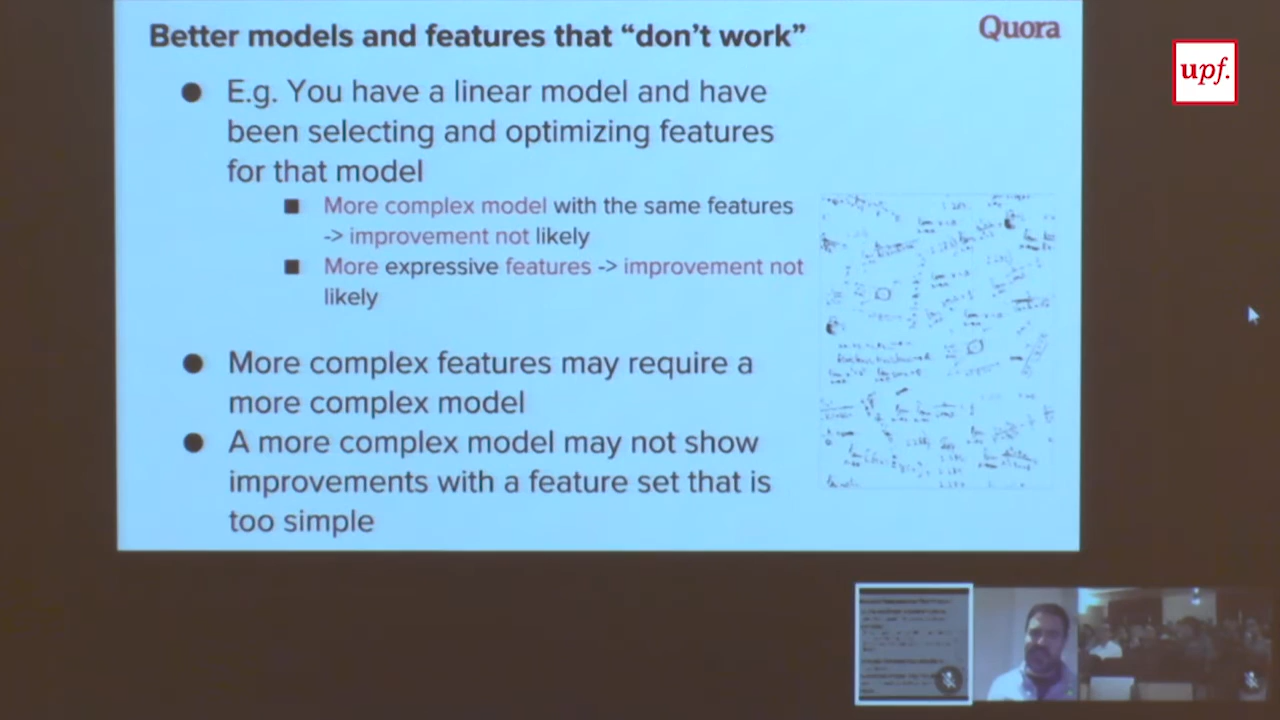 Better models and features that “don’t work”
Quora
upf.
● E.g. You have a linear model and have
been selecting and optimizing features
for that model
■ More complex model with the same features
-> improvement not likely
■ More expressive features -> improvement not
likely
● More complex features may require a
more complex model
● A more complex model may not show
improvements with a feature set that is
too simple